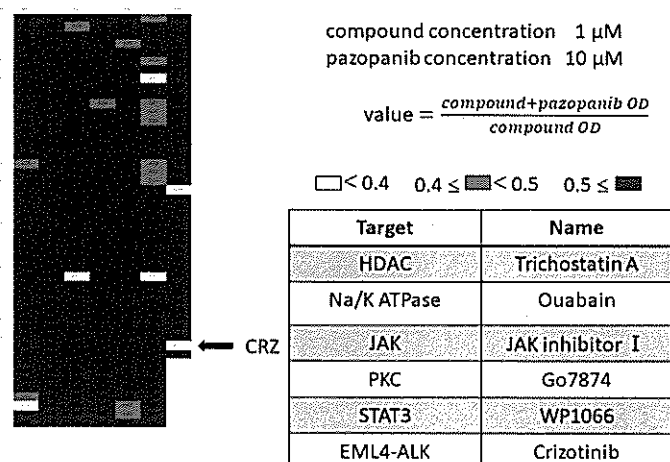 compound concentration 1 μM
pazopanib concentration 10 μM
value = compound+pazopanib OD / compound OD
< 0.4 0.4 ≤ < 0.5 0.5 ≤
Target Name
HDAC Trichostatin A
Na/K ATPase Ouabain
JAK JAK inhibitor I
CRZ
PKC Go7874
STAT3 WP1066
EML4-ALK Crizotinib